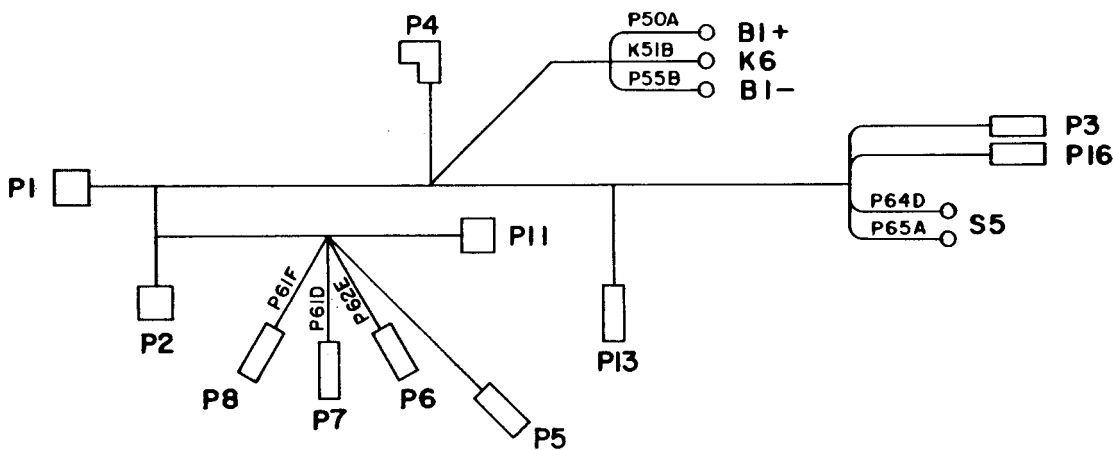 P4
P50A
B1+
K51B
K6
P55B
B1-
P3
P16
P1
P64D
S5
P65A
P11
P61F
P61D
P62E
P2
P8
P7
P6
P5
P13